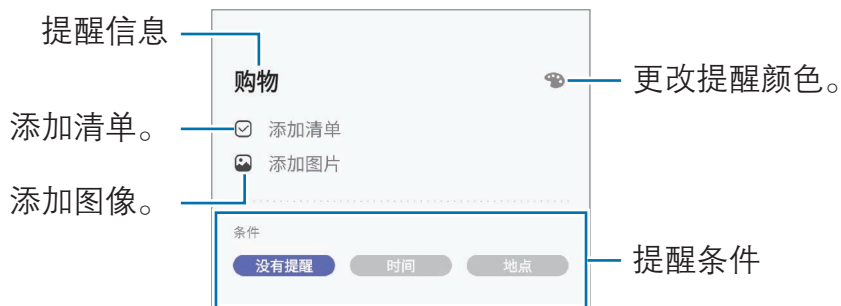 提醒信息
购物
更改提醒颜色。
添加清单。
添加清单
添加图片
添加图像。
条件
没有提醒 时间 地点
提醒条件